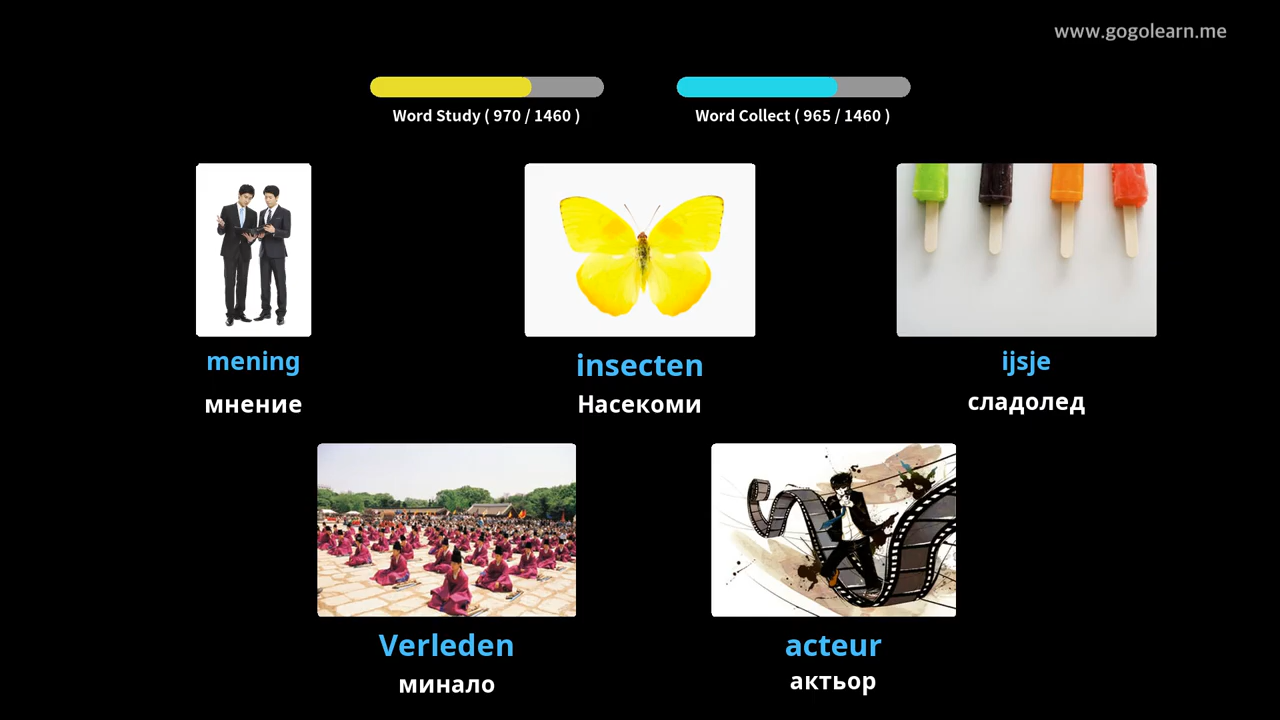 www.gogolearn.me
Word Study ( 970 / 1460 )
Word Collect ( 965 / 1460 )
mening
мнение
insecten
Насекоми
ijsje
сладолед
Verleden
минало
acteur
актьор